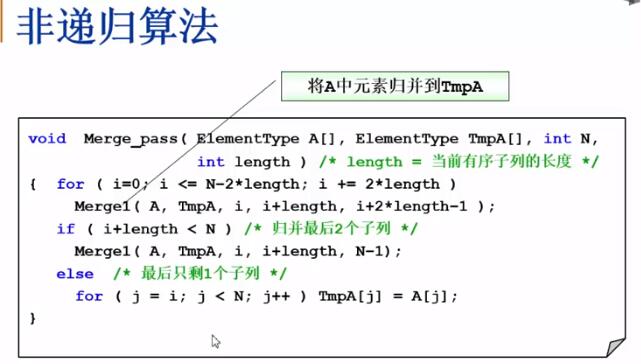 非递归算法
将A中元素归并到TmpA
void Merge_pass( ElementType A[], ElementType TmpA[], int N,
int length ) /* length = 当前有序子列的长度 */
{ for ( i=0; i <= N-2*length; i += 2*length )
Merge1( A, TmpA, i, i+length, i+2*length-1 );
if ( i+length < N ) /* 归并最后2个子列 */
Merge1( A, TmpA, i, i+length, N-1);
else /* 最后只剩1个子列 */
for ( j = i; j < N; j++ ) TmpA[j] = A[j];
}